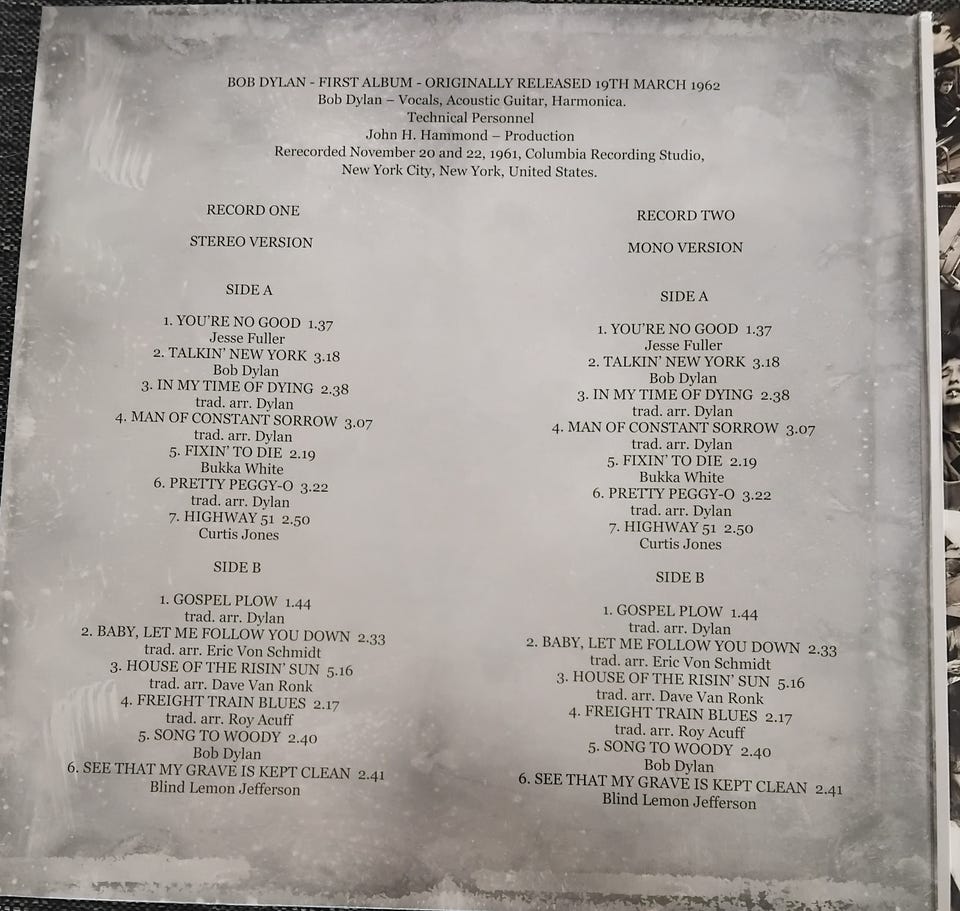 BOB DYLAN - FIRST ALBUM - ORIGINALLY RELEASED 19TH MARCH 1962
Bob Dylan – Vocals, Acoustic Guitar, Harmonica.
Technical Personnel
John H. Hammond – Production
Rerecorded November 20 and 22, 1961, Columbia Recording Studio,
New York City, New York, United States.
RECORD ONE
STEREO VERSION
SIDE A
1. YOU'RE NO GOOD 1.37
Jesse Fuller
2. TALKIN' NEW YORK 3.18
Bob Dylan
3. IN MY TIME OF DYING 2.38
trad. arr. Dylan
4. MAN OF CONSTANT SORROW 3.07
trad. arr. Dylan
5. FIXIN' TO DIE 2.19
Bukka White
6. PRETTY PEGGY-O 3.22
trad. arr. Dylan
7. HIGHWAY 51 2.50
Curtis Jones
SIDE B
1. GOSPEL PLOW 1.44
trad. arr. Dylan
2. BABY, LET ME FOLLOW YOU DOWN 2.33
trad. arr. Eric Von Schmidt
3. HOUSE OF THE RISIN' SUN 5.16
trad. arr. Dave Van Ronk
4. FREIGHT TRAIN BLUES 2.17
trad. arr. Roy Acuff
5. SONG TO WOODY 2.40
Bob Dylan
6. SEE THAT MY GRAVE IS KEPT CLEAN 2.41
Blind Lemon Jefferson
RECORD TWO
MONO VERSION
SIDE A
1. YOU'RE NO GOOD 1.37
Jesse Fuller
2. TALKIN' NEW YORK 3.18
Bob Dylan
3. IN MY TIME OF DYING 2.38
trad. arr. Dylan
4. MAN OF CONSTANT SORROW 3.07
trad. arr. Dylan
5. FIXIN' TO DIE 2.19
Bukka White
6. PRETTY PEGGY-O 3.22
trad. arr. Dylan
7. HIGHWAY 51 2.50
Curtis Jones
SIDE B
1. GOSPEL PLOW 1.44
trad. arr. Dylan
2. BABY, LET ME FOLLOW YOU DOWN 2.33
trad. arr. Eric Von Schmidt
3. HOUSE OF THE RISIN' SUN 5.16
trad. arr. Dave Van Ronk
4. FREIGHT TRAIN BLUES 2.17
trad. arr. Roy Acuff
5. SONG TO WOODY 2.40
Bob Dylan
6. SEE THAT MY GRAVE IS KEPT CLEAN 2.41
Blind Lemon Jefferson